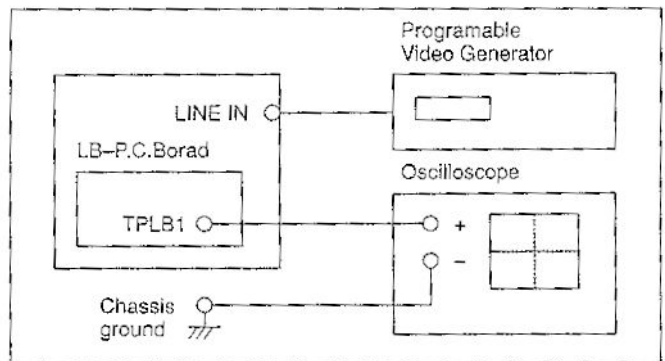 Programable
Video Generator
LINE IN
LB-P.C.Borad
Oscilloscope
TPLB1
+
−
Chassis
ground